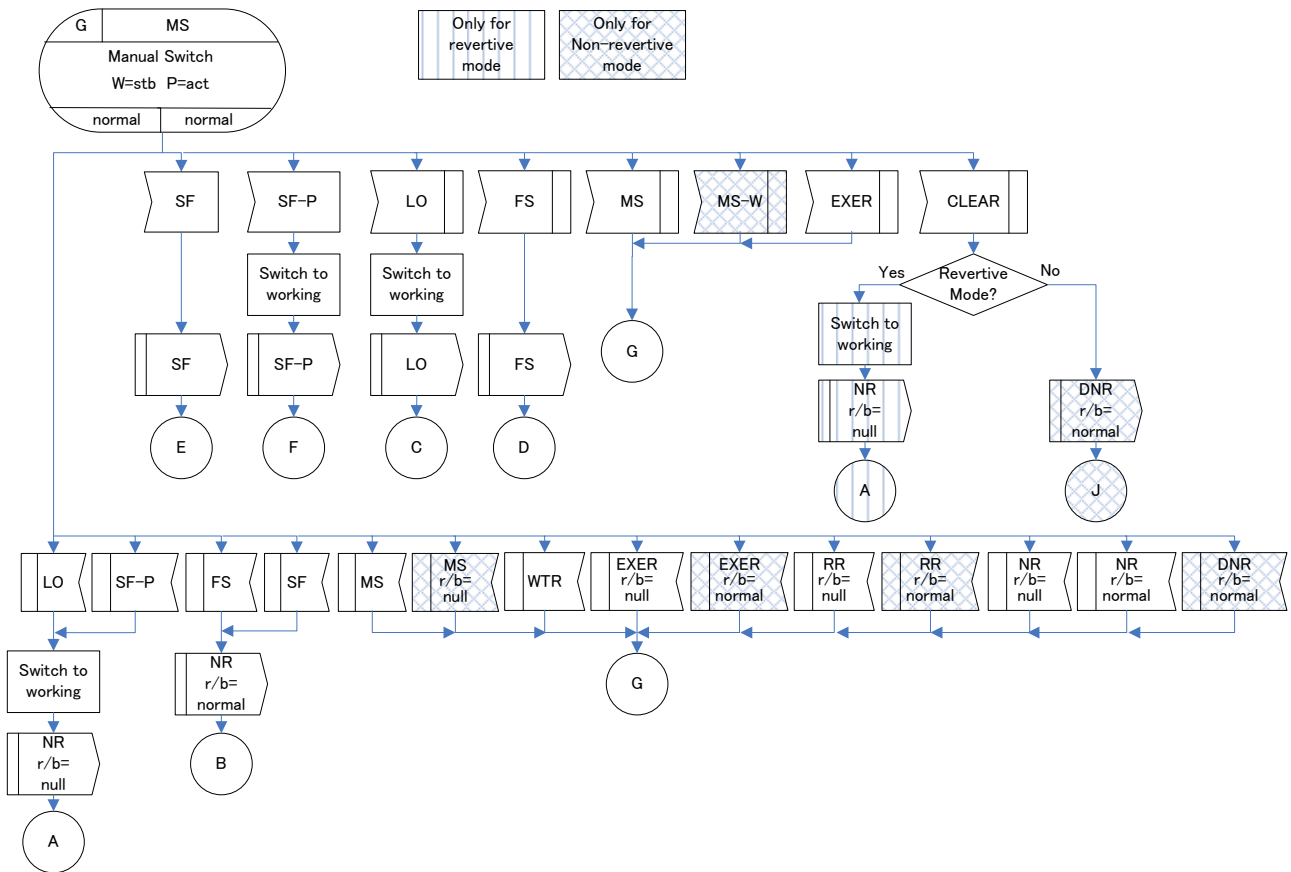 G MS
Manual Switch
W=stb P=act
normal normal
Only for
revertive
mode
Only for
Non-revertive
mode
SF
SF-P
LO
FS
MS
MS-W
EXER
CLEAR
Switch to
working
Switch to
working
Yes
Revertive
Mode?
No
Switch to
working
SF
SF-P
LO
FS
G
NR
r/b=
null
DNR
r/b=
normal
E
F
C
D
A
J
LO
SF-P
FS
SF
MS
MS
r/b=
null
WTR
EXER
r/b=
null
EXER
r/b=
normal
RR
r/b=
null
RR
r/b=
normal
NR
r/b=
null
NR
r/b=
normal
DNR
r/b=
normal
Switch to
working
NR
r/b=
normal
G
NR
r/b=
null
B
A